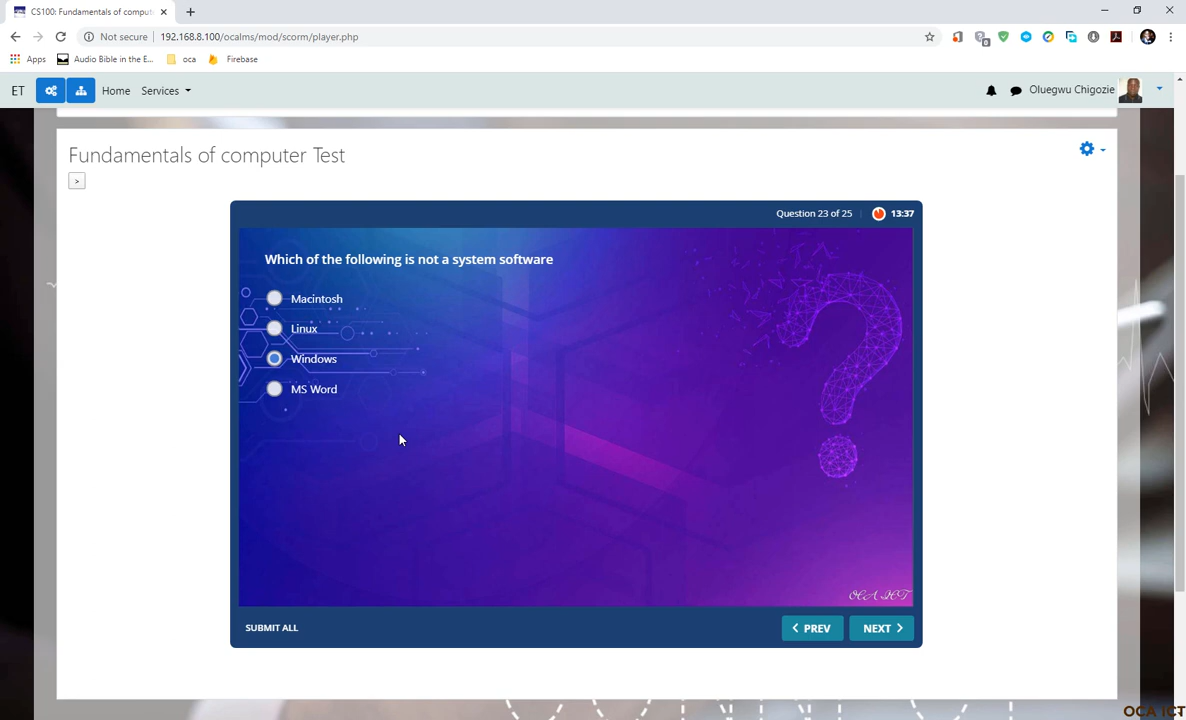 CS100: Fundamentals of comput
Not secure
192.168.8.100/ocalms/mod/scorm/player.php
Apps
Audio Bible in the E...
oca
Firebase
ET
Home
Services
Oluegwu Chigozie
Fundamentals of computer Test
>
Question 23 of 25
13:37
Which of the following is not a system software
Macintosh
Linux
Windows
MS Word
OCA ICT
SUBMIT ALL
PREV
NEXT
OCA ICT